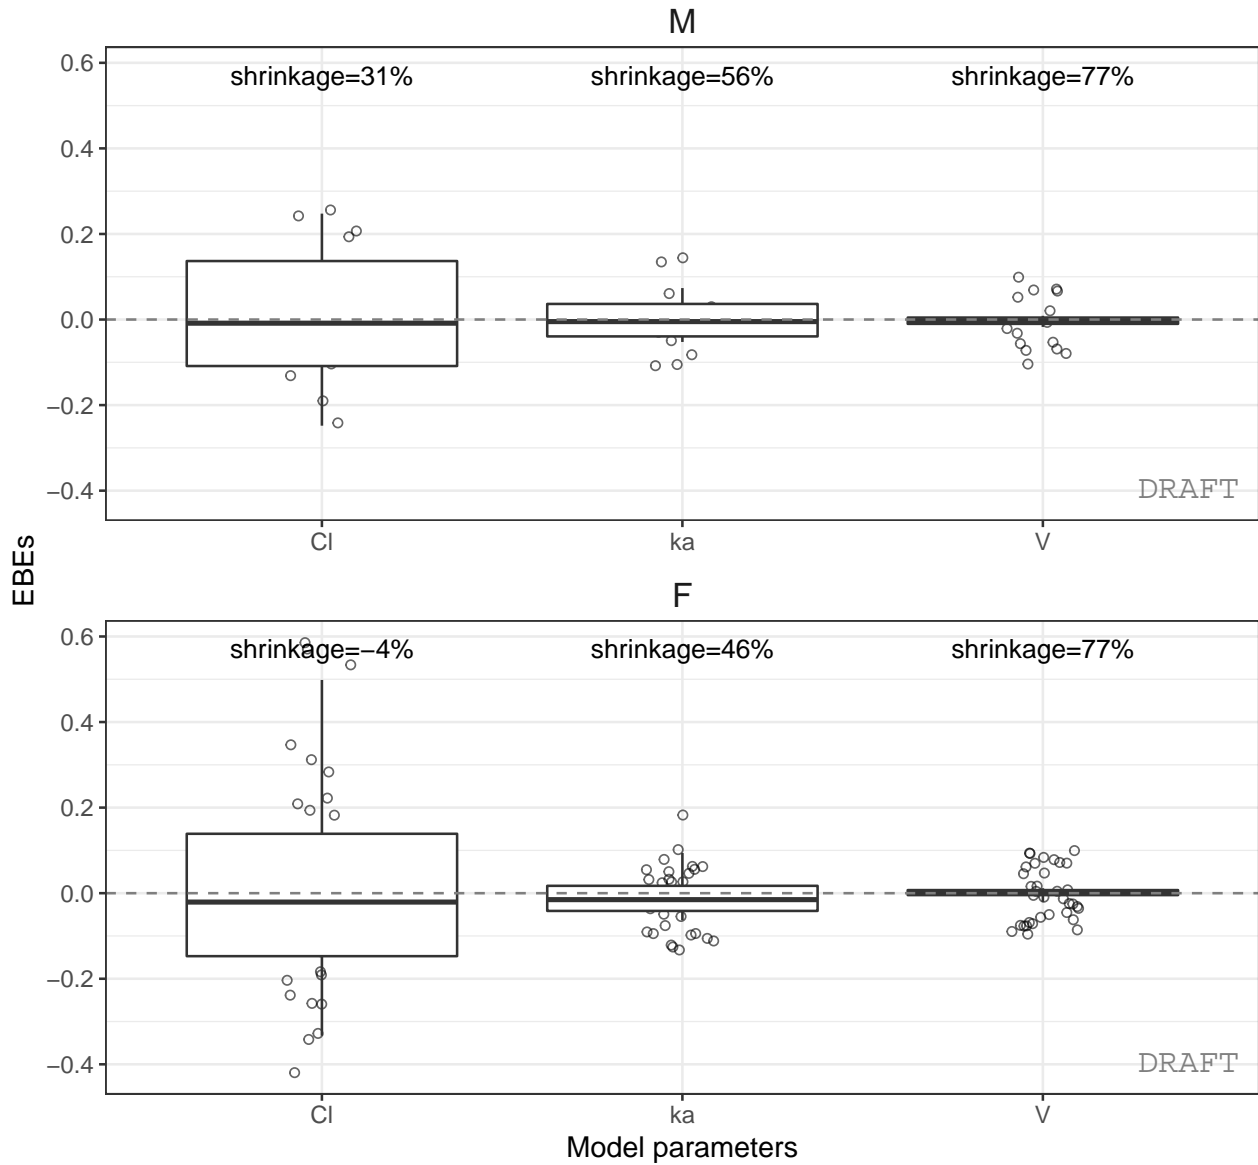 M
0.6
shrinkage=31% shrinkage=56% shrinkage=77%
0.4
0.2
0.0
−0.2
−0.4
DRAFT
Cl ka V
EBEs
F
0.6
shrinkage=−4% shrinkage=46% shrinkage=77%
0.4
0.2
0.0
−0.2
−0.4
DRAFT
Cl ka V
Model parameters